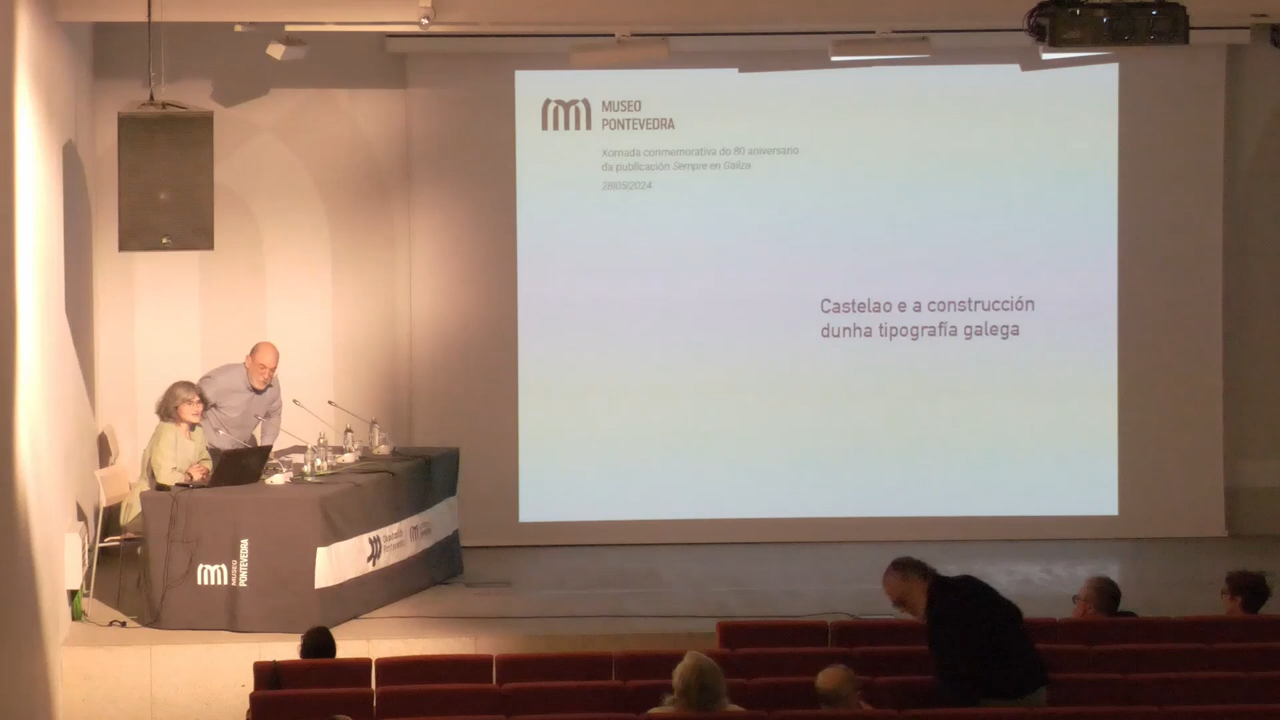 MUSEO
PONTEVEDRA
Xornada conmemorativa do 80 aniversario
da publicación Sempre en Galiza
28|05|2024
Castelao e a construcción
dunha tipografía galega
MUSEO
PONTEVEDRA